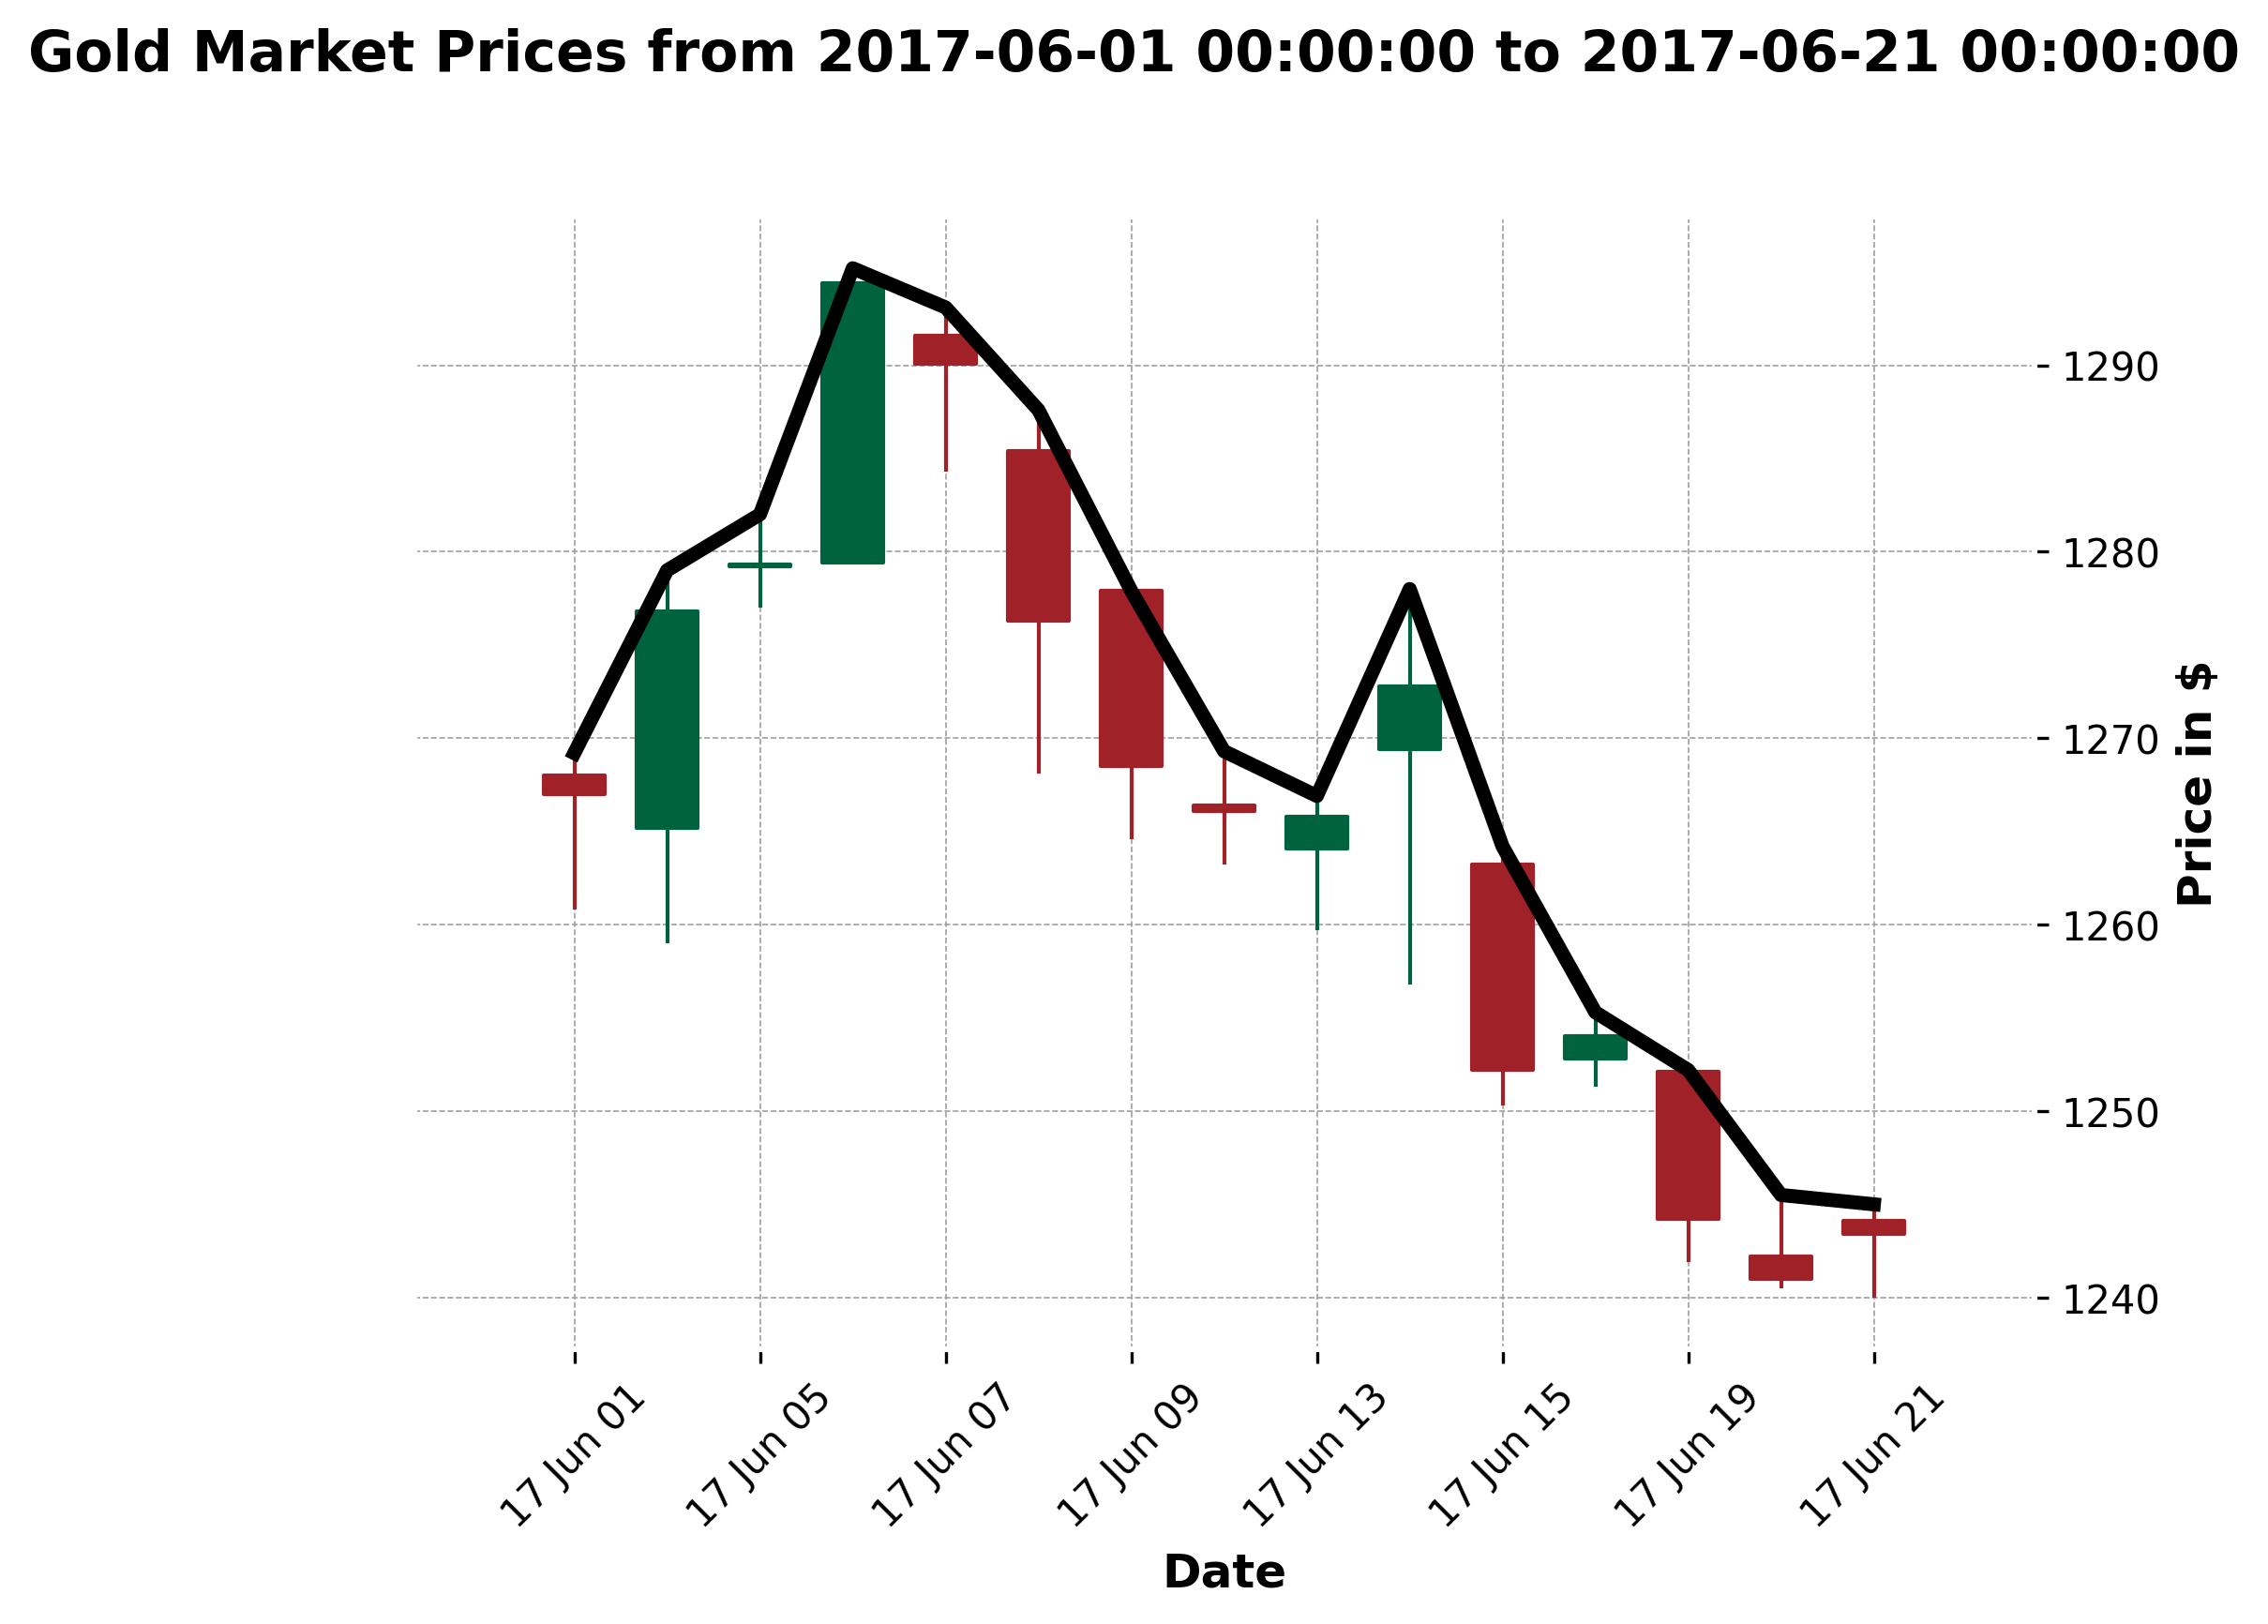 Gold Market Prices from 2017-06-01 00:00:00 to 2017-06-21 00:00:00
1290
1280
1270
1260
1250
1240
Price in $
17 Jun 01
17 Jun 05
17 Jun 07
17 Jun 09
17 Jun 13
17 Jun 15
17 Jun 19
17 Jun 21
Date